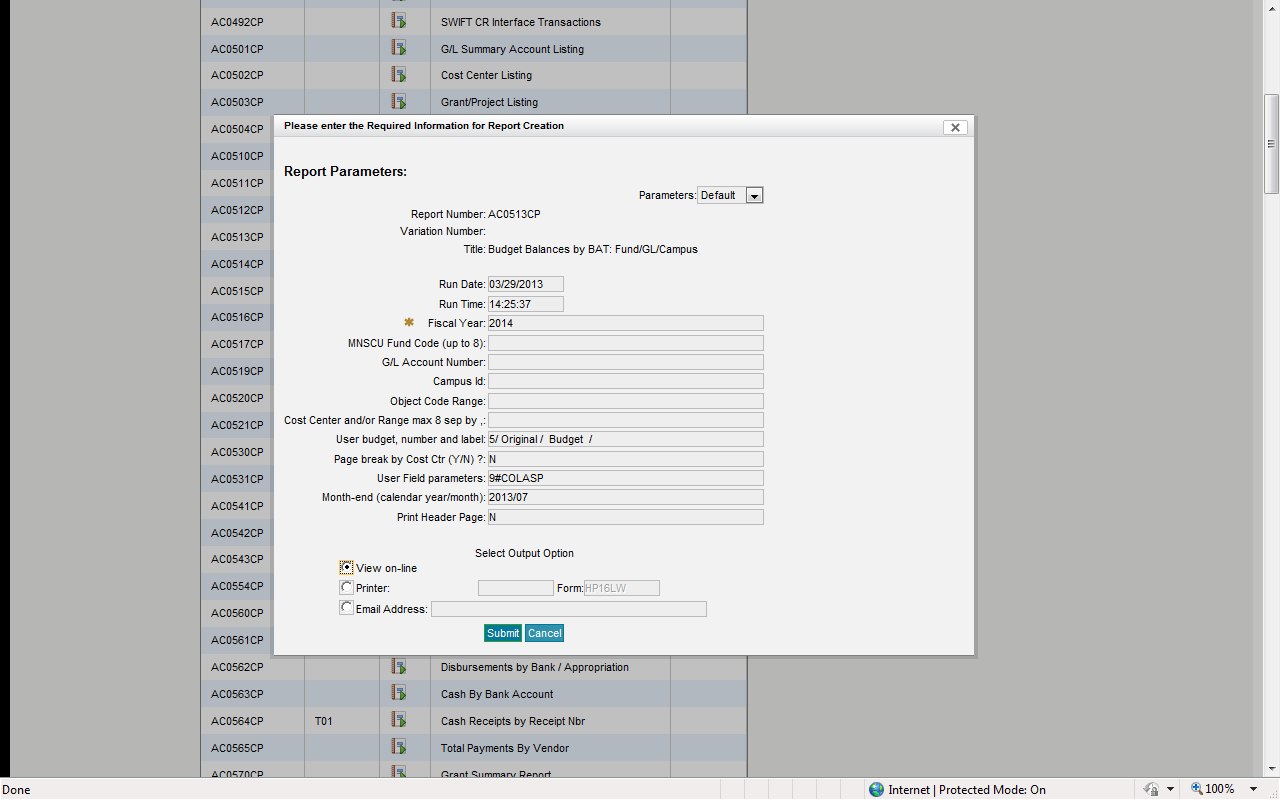 AC0492CP SWIFT CR Interface Transactions
AC0501CP G/L Summary Account Listing
AC0502CP Cost Center Listing
AC0503CP Grant/Project Listing
AC0504CP
AC0510CP
AC0511CP
AC0512CP
AC0513CP
AC0514CP
AC0515CP
AC0516CP
AC0517CP
AC0519CP
AC0520CP
AC0521CP
AC0530CP
AC0531CP
AC0541CP
AC0542CP
AC0543CP
AC0554CP
AC0560CP
AC0561CP
Please enter the Required Information for Report Creation
Report Parameters:
Parameters: Default
Report Number: AC0513CP
Variation Number:
Title: Budget Balances by BAT: Fund/GL/Campus
Run Date: 03/29/2013
Run Time: 14:25:37
Fiscal Year: 2014
MNSCU Fund Code (up to 8):
G/L Account Number:
Campus Id:
Object Code Range:
Cost Center and/or Range max 8 sep by ,:
User budget, number and label: 5/ Original / Budget /
Page break by Cost Ctr (Y/N) ?: N
User Field parameters: 9#COLASP
Month-end (calendar year/month): 2013/07
Print Header Page: N
Select Output Option
View on-line
Printer: Form: HP16LW
Email Address:
Submit Cancel
AC0562CP Disbursements by Bank / Appropriation
AC0563CP Cash By Bank Account
AC0564CP T01 Cash Receipts by Receipt Nbr
AC0565CP Total Payments By Vendor
AC0570CP Grant Summary Report
Done Internet | Protected Mode: On 100%